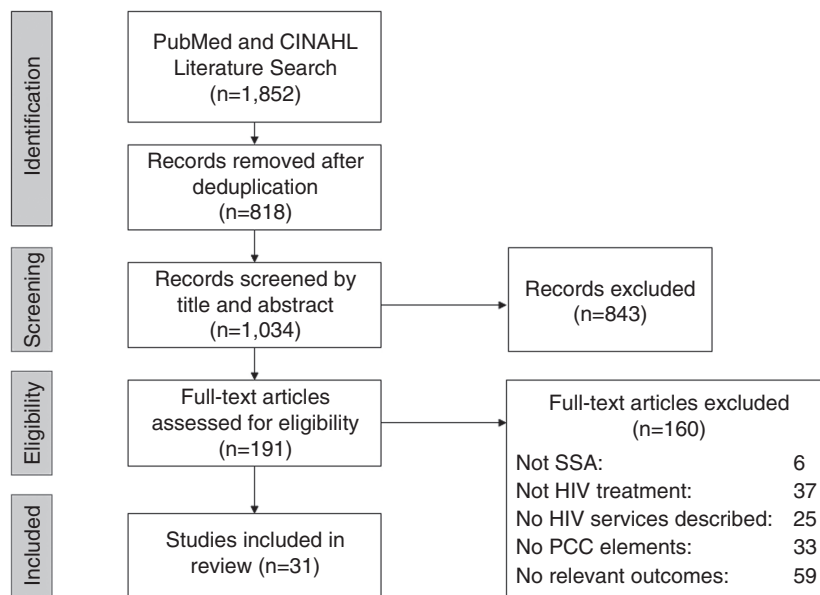 Identification
PubMed and CINAHL
Literature Search
(n=1,852)
Records removed after
deduplication
(n=818)
Screening
Records screened by
title and abstract
(n=1,034)
Records excluded
(n=843)
Eligibility
Full-text articles
assessed for eligibility
(n=191)
Full-text articles excluded
(n=160)
Not SSA: 6
Not HIV treatment: 37
No HIV services described: 25
No PCC elements: 33
No relevant outcomes: 59
Included
Studies included in
review (n=31)